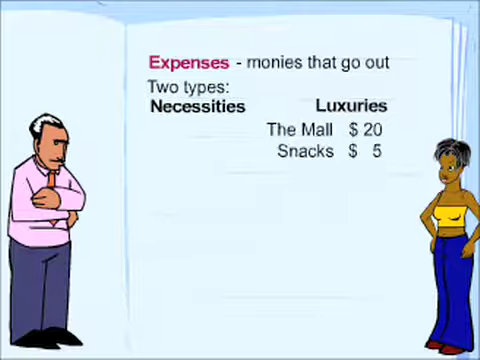 Expenses - monies that go out
Two types:
Necessities Luxuries
The Mall $ 20
Snacks $ 5